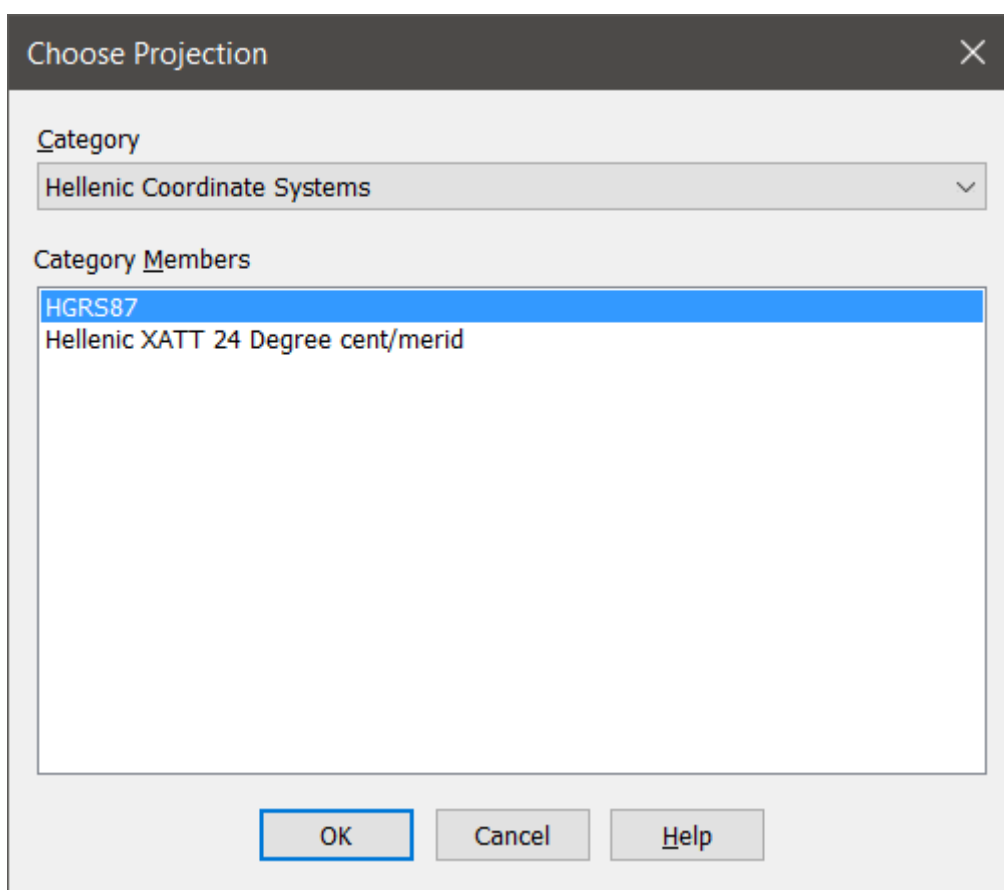 Choose Projection
Category
Hellenic Coordinate Systems
Category Members
HGRS87
Hellenic XATT 24 Degree cent/merid
OK
Cancel
Help